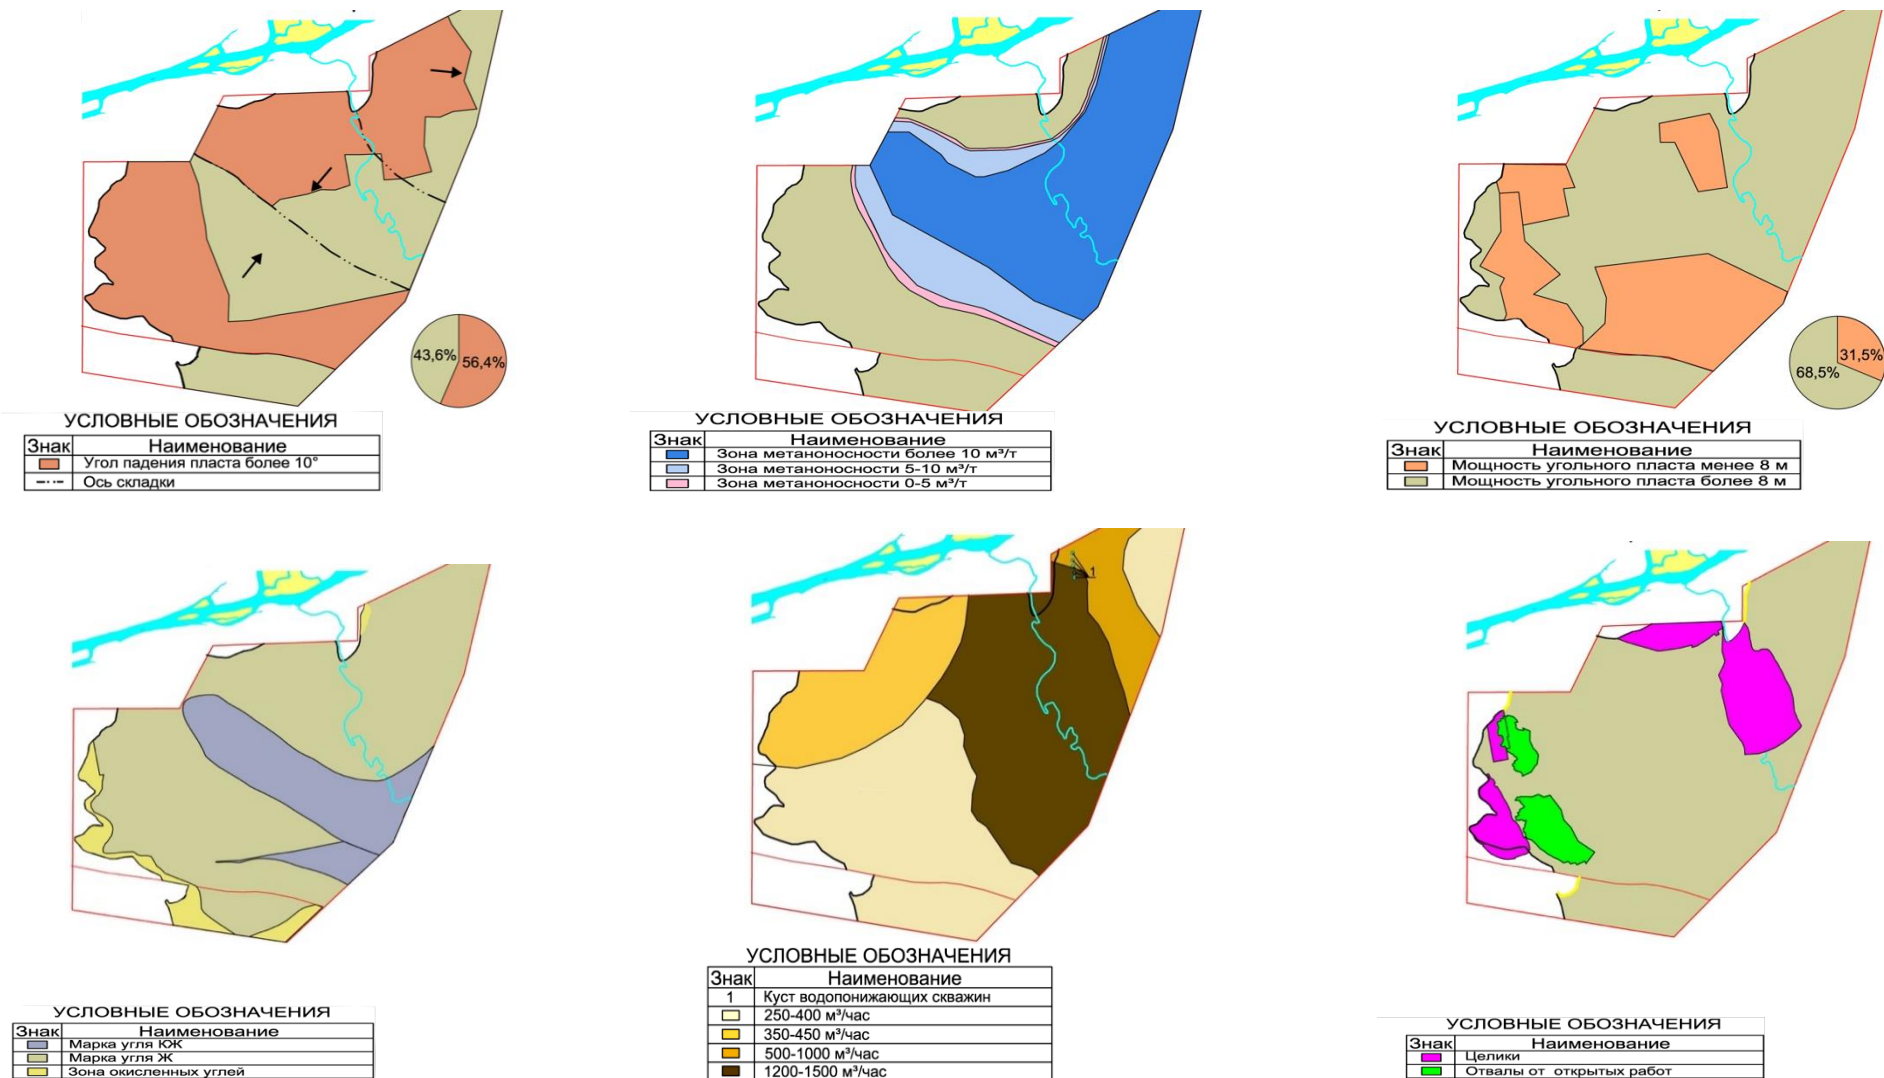 43,6%
56,4%
УСЛОВНЫЕ ОБОЗНАЧЕНИЯ
Знак Наименование
Угол падения пласта более 10°
Ось складки
УСЛОВНЫЕ ОБОЗНАЧЕНИЯ
Знак Наименование
Зона метаноносности более 10 м³/т
Зона метаноносности 5-10 м³/т
Зона метаноносности 0-5 м³/т
31,5%
68,5%
УСЛОВНЫЕ ОБОЗНАЧЕНИЯ
Знак Наименование
Мощность угольного пласта менее 8 м
Мощность угольного пласта более 8 м
УСЛОВНЫЕ ОБОЗНАЧЕНИЯ
Знак Наименование
Марка угля КЖ
Марка угля Ж
Зона окисленных углей
1
УСЛОВНЫЕ ОБОЗНАЧЕНИЯ
Знак Наименование
1 Куст водопонижающих скважин
250-400 м³/час
350-450 м³/час
500-1000 м³/час
1200-1500 м³/час
УСЛОВНЫЕ ОБОЗНАЧЕНИЯ
Знак Наименование
Целики
Отвалы от открытых работ